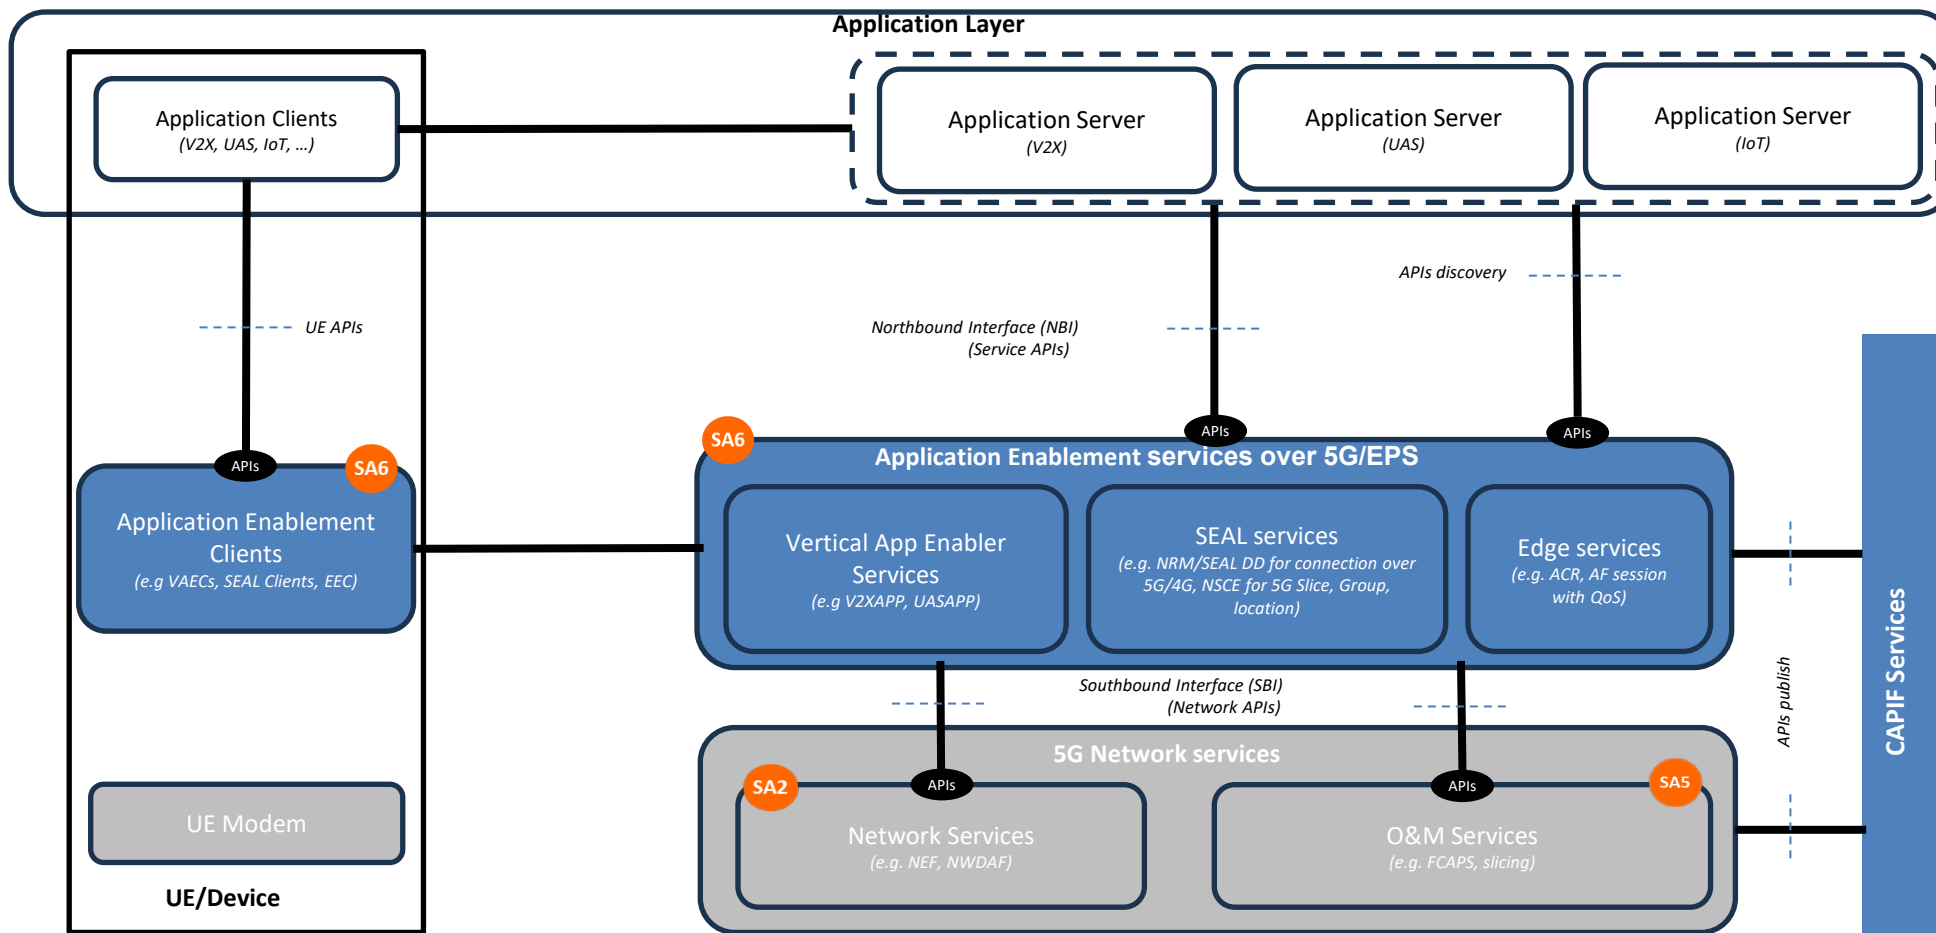 Application Layer
Application Clients
(V2X, UAS, IoT, …)
Application Server
(V2X)
Application Server
(UAS)
Application Server
(IoT)
UE APIs
Northbound Interface (NBI)
(Service APIs)
APIs discovery
APIs
SA6
Application Enablement
Clients
(e.g VAECs, SEAL Clients, EEC)
SA6
APIs
APIs
Application Enablement services over 5G/EPS
Vertical App Enabler
Services
(e.g V2XAPP, UASAPP)
SEAL services
(e.g. NRM/SEAL DD for connection over
5G/4G, NSCE for 5G Slice, Group,
location)
Edge services
(e.g. ACR, AF session
with QoS)
Southbound Interface (SBI)
(Network APIs)
APIs publish
CAPIF Services
5G Network services
SA2
APIs
Network Services
(e.g. NEF, NWDAF)
APIs
SA5
O&M Services
(e.g. FCAPS, slicing)
UE Modem
UE/Device